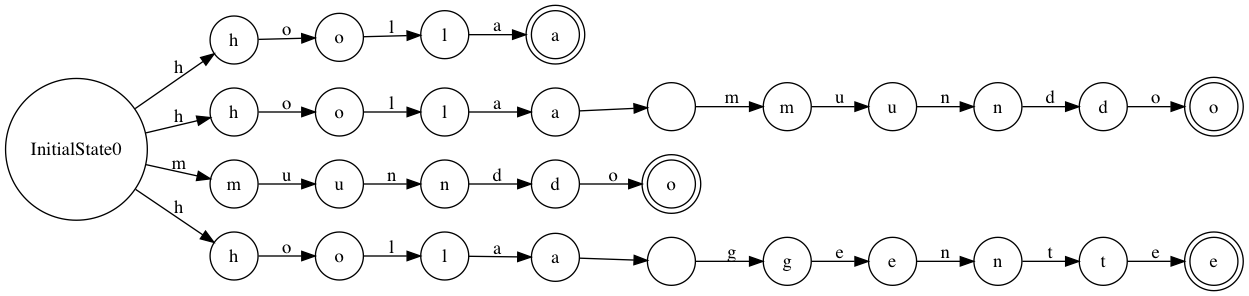 h o l a
h o o l l a
h
h o l a m u n d o
h o l a m u n d o
InitialState0
m u n d o
m u n d o
h
h o l a g e n t e
h o l a g e n t e